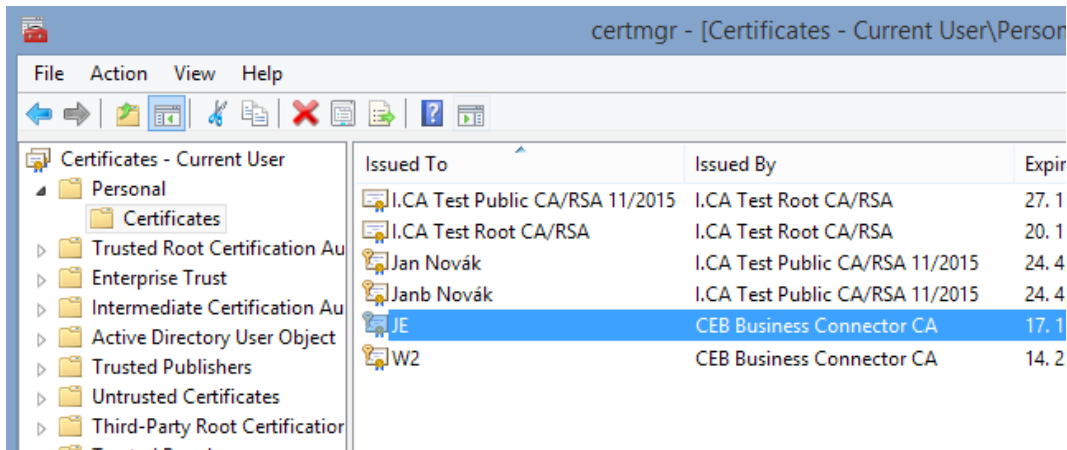 certmgr - [Certificates - Current User\Person
File Action View Help
Certificates - Current User
Personal
Certificates
Trusted Root Certification Au
Enterprise Trust
Intermediate Certification Au
Active Directory User Object
Trusted Publishers
Untrusted Certificates
Third-Party Root Certification
Issued To Issued By Expir
I.CA Test Public CA/RSA 11/2015 I.CA Test Root CA/RSA 27. 1
I.CA Test Root CA/RSA I.CA Test Root CA/RSA 20. 1
Jan Novák I.CA Test Public CA/RSA 11/2015 24. 4
Janb Novák I.CA Test Public CA/RSA 11/2015 24. 4
JE CEB Business Connector CA 17. 1
W2 CEB Business Connector CA 14. 2